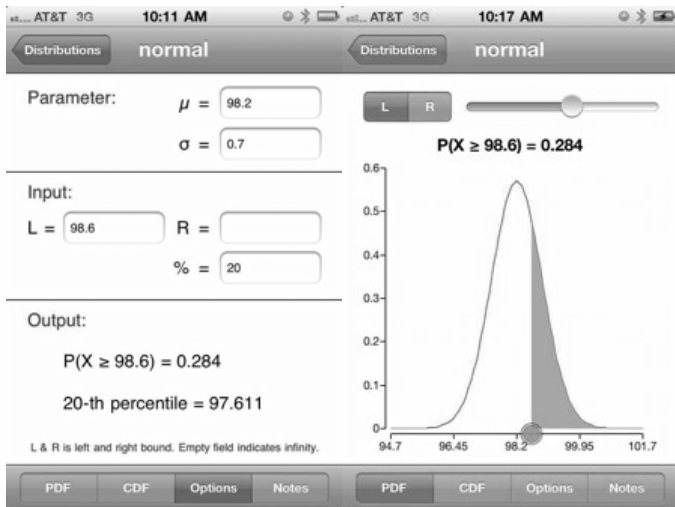 AT&T 3G 10:11 AM
Distributions normal
Parameter: μ = 98.2
σ = 0.7
Input:
L = 98.6 R =
% = 20
Output:
P(X ≥ 98.6) = 0.284
20-th percentile = 97.611
L & R is left and right bound. Empty field indicates infinity.
PDF CDF Options Notes
AT&T 3G 10:17 AM
Distributions normal
L R
P(X ≥ 98.6) = 0.284
0.6
0.5
0.4
0.3
0.2
0.1
0
94.7 96.45 98.2 99.95 101.7
PDF CDF Options Notes